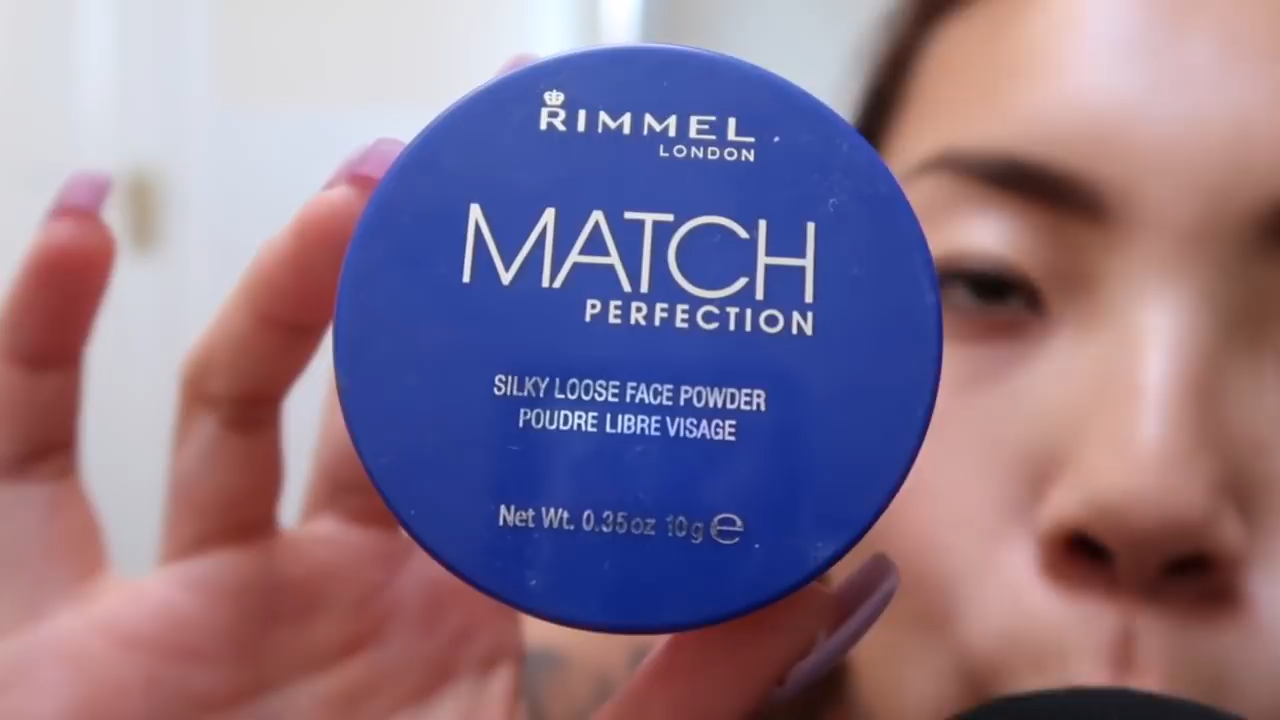 RIMMEL
LONDON
MATCH
PERFECTION
SILKY LOOSE FACE POWDER
POUDRE LIBRE VISAGE
Net Wt. 0.35oz 10g ℮